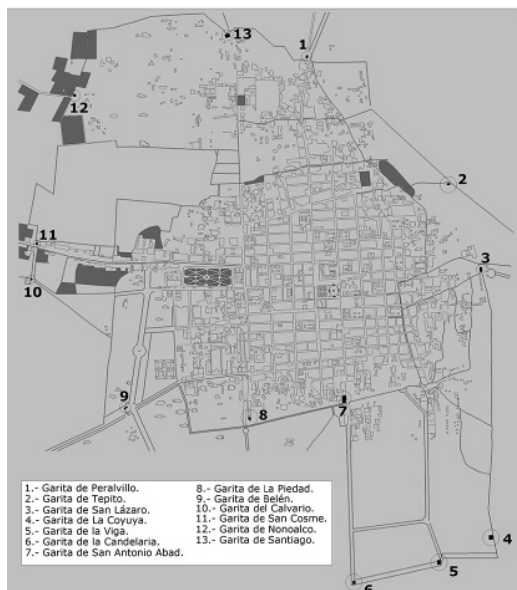 13
1
12
2
11
3
10
9
8
7
4
5
6
1.- Garita de Peralvillo.
2.- Garita de Tepito.
3.- Garita de San Lázaro.
4.- Garita de La Coyuya.
5.- Garita de la Viga.
6.- Garita de la Candelaria.
7.- Garita de San Antonio Abad.
8.- Garita de La Piedad.
9.- Garita de Belén.
10.- Garita del Calvario.
11.- Garita de San Cosme.
12.- Garita de Nonoalco.
13.- Garita de Santiago.